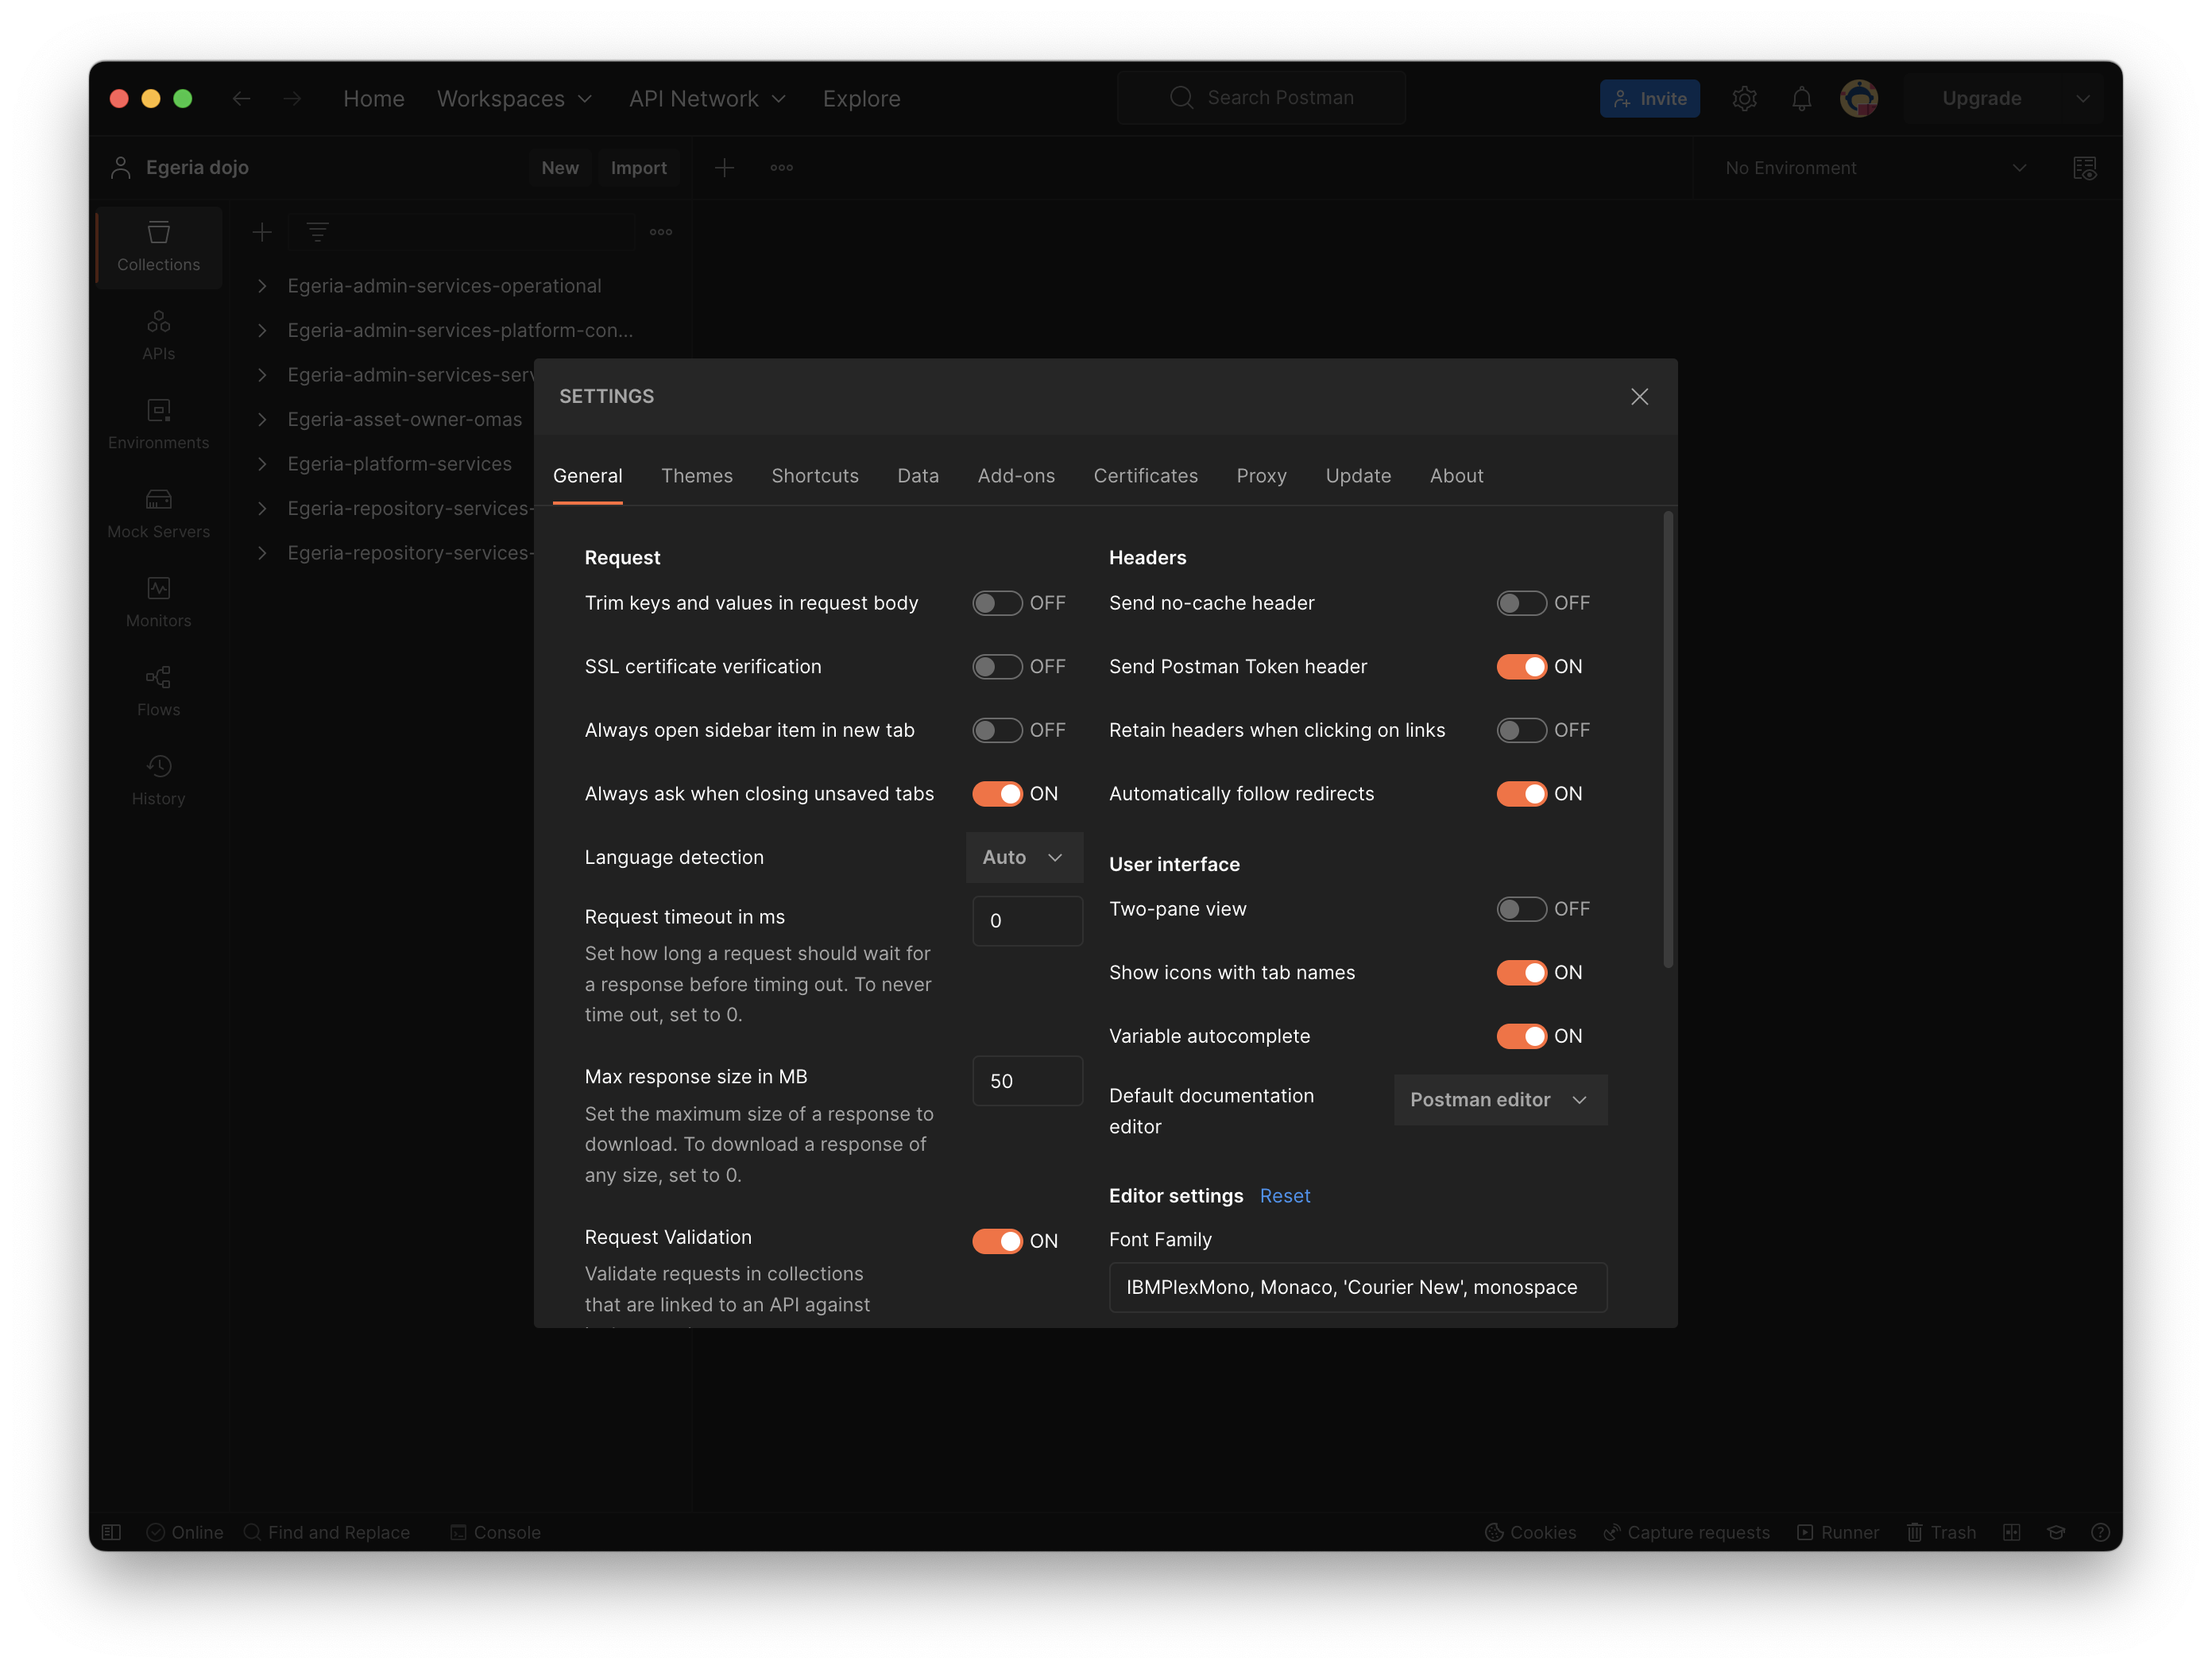 Home Workspaces API Network Explore Search Postman Invite Upgrade
Egeria dojo New Import No Environment
Collections
APIs
Environments
Mock Servers
Monitors
Flows
History
Egeria-admin-services-operational
Egeria-admin-services-platform-con...
Egeria-admin-services-serv
Egeria-asset-owner-omas
Egeria-platform-services
Egeria-repository-services-
Egeria-repository-services-
SETTINGS
General Themes Shortcuts Data Add-ons Certificates Proxy Update About
Request
Trim keys and values in request body OFF
SSL certificate verification OFF
Always open sidebar item in new tab OFF
Always ask when closing unsaved tabs ON
Language detection Auto
Request timeout in ms 0
Set how long a request should wait for
a response before timing out. To never
time out, set to 0.
Max response size in MB 50
Set the maximum size of a response to
download. To download a response of
any size, set to 0.
Request Validation ON
Validate requests in collections
that are linked to an API against
Headers
Send no-cache header OFF
Send Postman Token header ON
Retain headers when clicking on links OFF
Automatically follow redirects ON
User interface
Two-pane view OFF
Show icons with tab names ON
Variable autocomplete ON
Default documentation
editor
Postman editor
Editor settings Reset
Font Family
IBMPlexMono, Monaco, 'Courier New', monospace
Online Find and Replace Console Cookies Capture requests Runner Trash